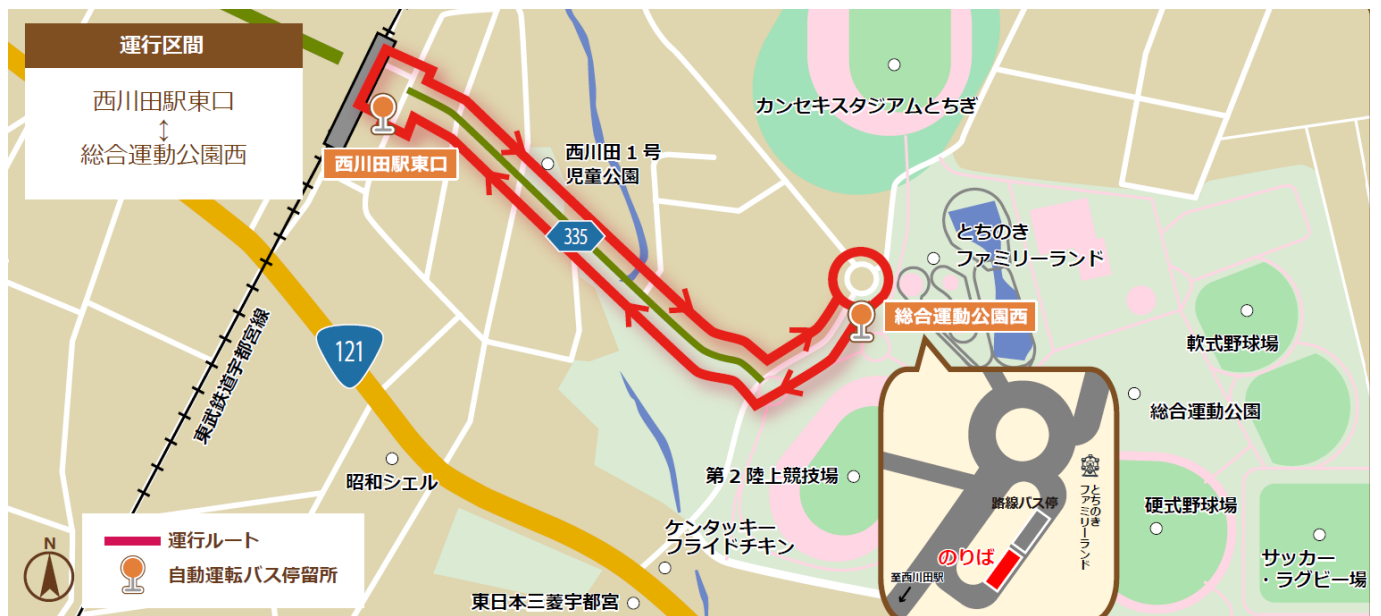 運行区間
西川田駅東口
↕
総合運動公園西
カンセキスタジアムとちぎ
西川田駅東口
西川田1号
児童公園
335
とちのき
ファミリーランド
総合運動公園西
121
東武鉄道宇都宮線
軟式野球場
総合運動公園
昭和シェル
第2陸上競技場
路線バス停
とちのき
ファミリーランド
のりば
至西川田駅
硬式野球場
ケンタッキー
フライドチキン
サッカー
・ラグビー場
東日本三菱宇都宮
N
運行ルート
自動運転バス停留所